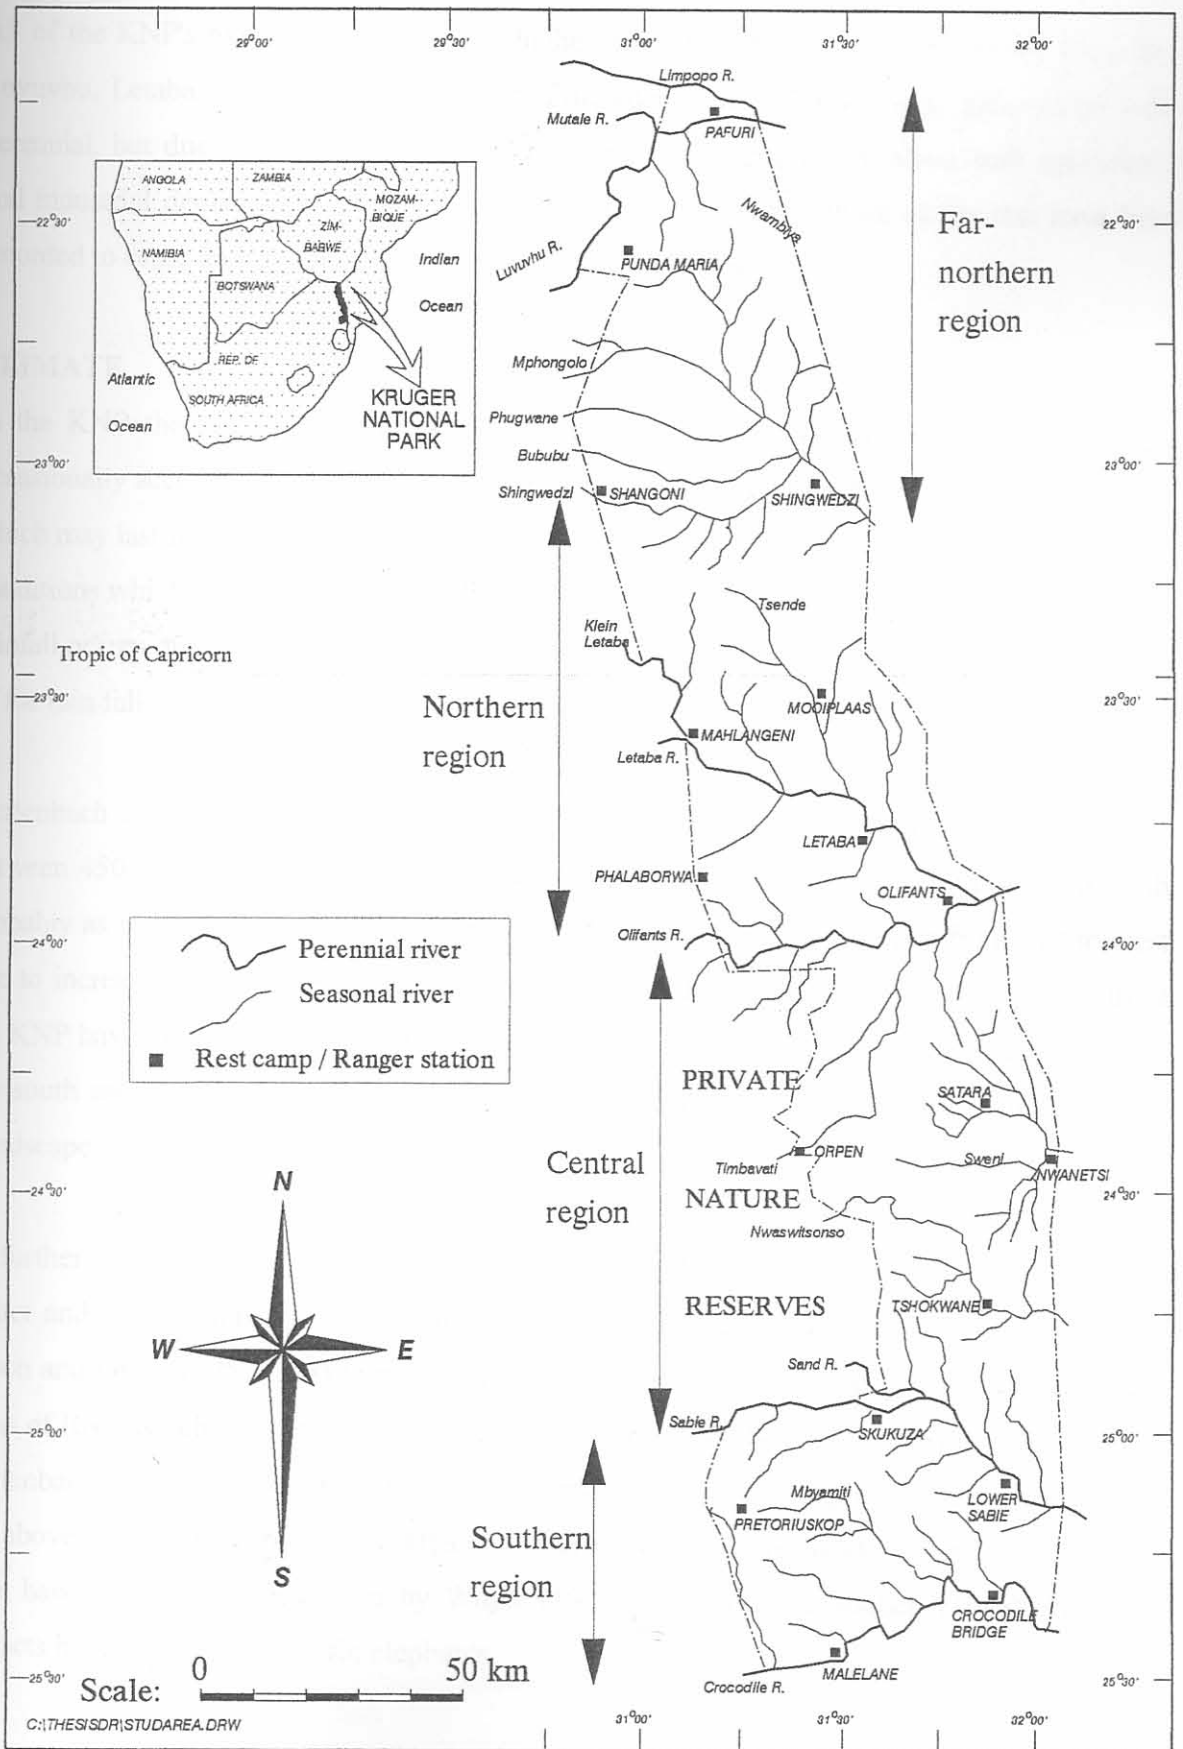 29°00'
29°30'
31°00'
31°30'
32°00'
Limpopo R.
Mutale R.
PAFURI
22°30'
ANGOLA
ZAMBIA
MOZAM-
BIQUE
ZIM-
BABWE
NAMIBIA
BOTSWANA
Indian
Ocean
REP. OF
SOUTH AFRICA
Atlantic
Ocean
KRUGER
NATIONAL
PARK
Nwambiya
Luvuvhu R.
PUNDA MARIA
Far-
northern
region
22°30'
Mphongolo
Phugwane
Bububu
Shingwedzi
SHANGONI
SHINGWEDZI
23°00'
23°00'
Tsende
Klein
Letaba
Tropic of Capricorn
23°30'
23°30'
Northern
region
MOOIPLAAS
MAHLANGENI
Letaba R.
LETABA
PHALABORWA
OLIFANTS
Olifants R.
24°00'
24°00'
Perennial river
Seasonal river
Rest camp / Ranger station
PRIVATE
NATURE
RESERVES
SATARA
ORPEN
Timbavati
Sweni
NWANETSI
Central
region
Nwaswitsonso
24°30'
24°30'
TSHOKWANE
N
W
E
S
Sand R.
Sabie R.
SKUKUZA
25°00'
25°00'
LOWER
SABIE
Mbyamiti
PRETORIUSKOP
Southern
region
CROCODILE
BRIDGE
MALELANE
Crocodile R.
25°30'
25°30'
Scale:
0
50 km
C:\THESISDR\STUDAREA.DRW
31°00'
31°30'
32°00'